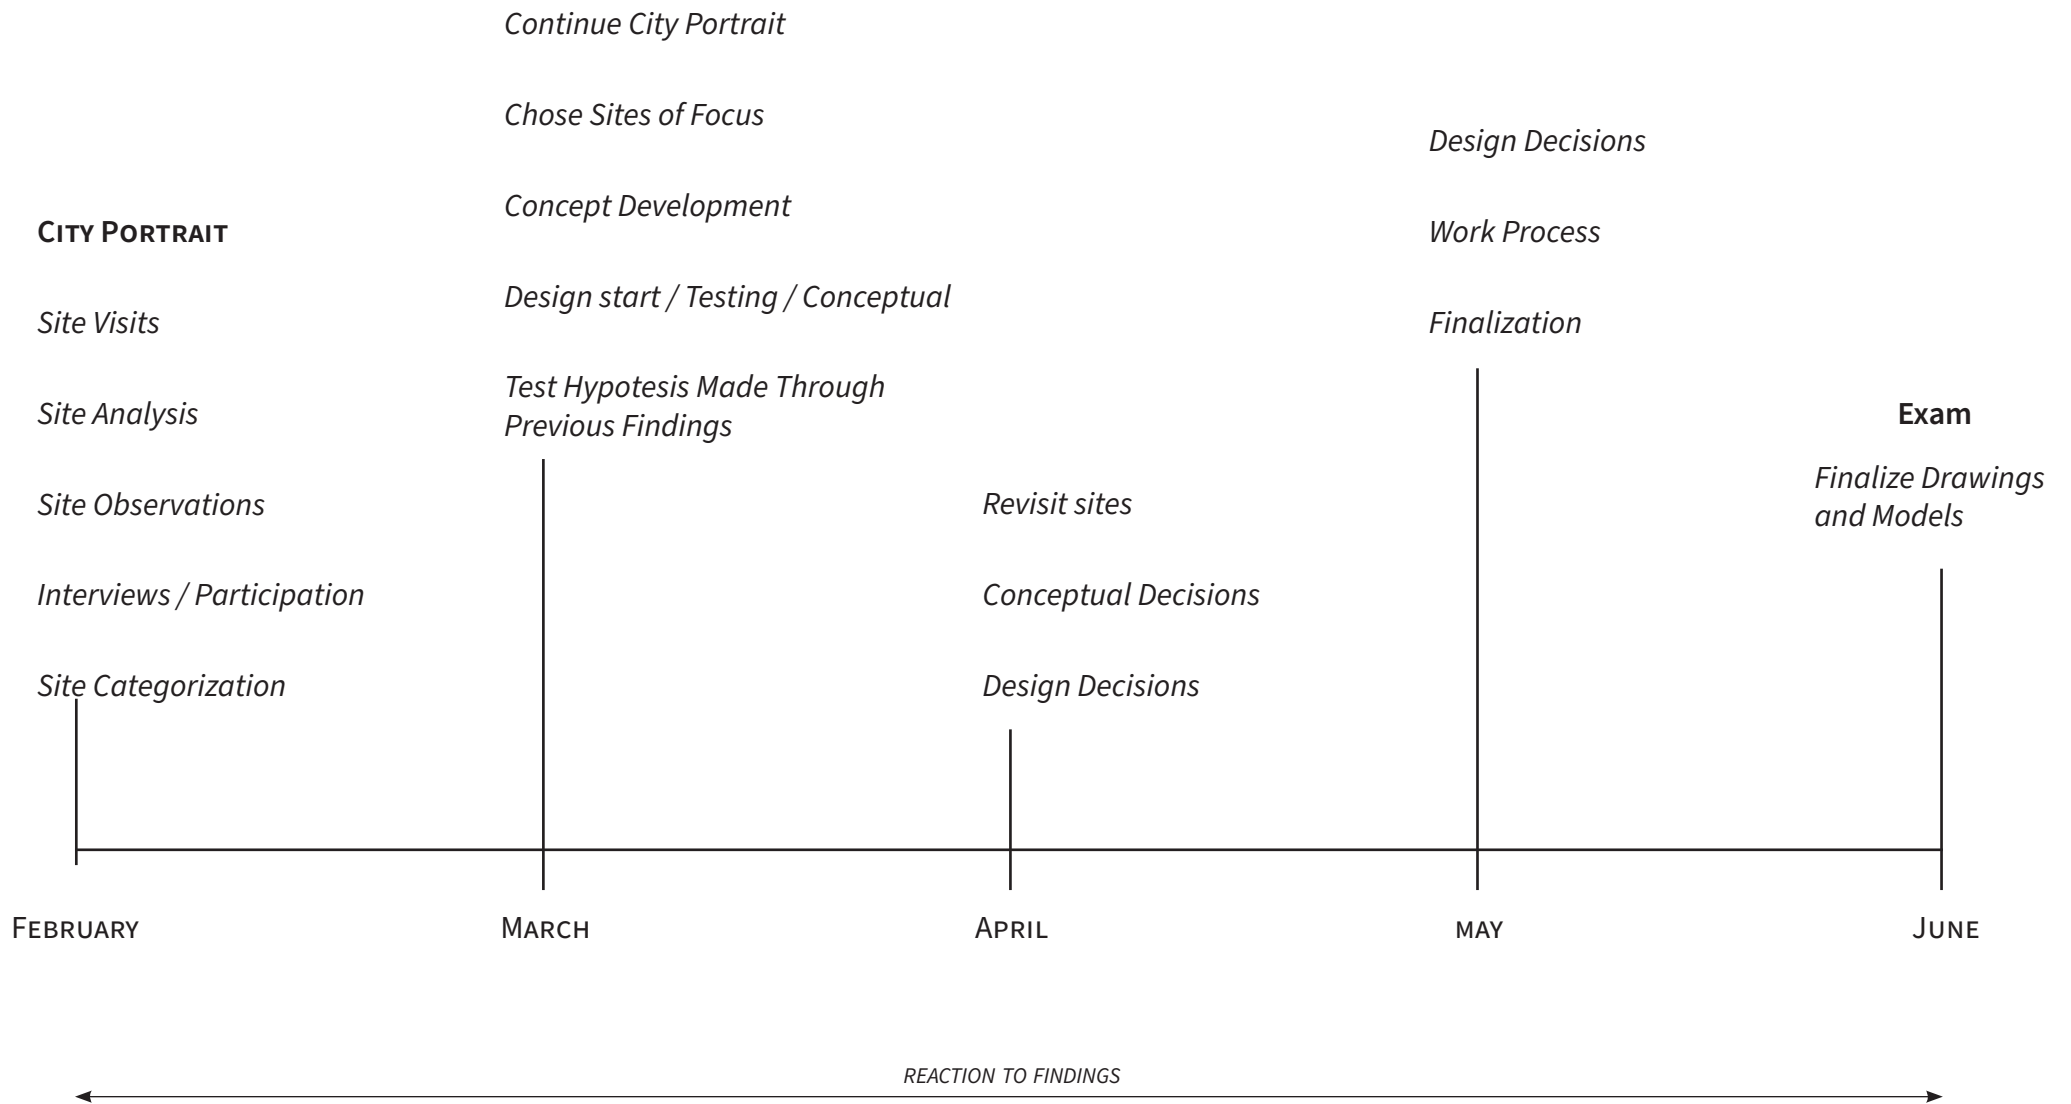 City Portrait
Site Visits
Site Analysis
Site Observations
Interviews / Participation
Site Categorization
Continue City Portrait
Chose Sites of Focus
Concept Development
Design start / Testing / Conceptual
Test Hypotesis Made Through
Previous Findings
Revisit sites
Conceptual Decisions
Design Decisions
Design Decisions
Work Process
Finalization
Exam
Finalize Drawings
and Models
February
March
April
may
June
reaction to findings